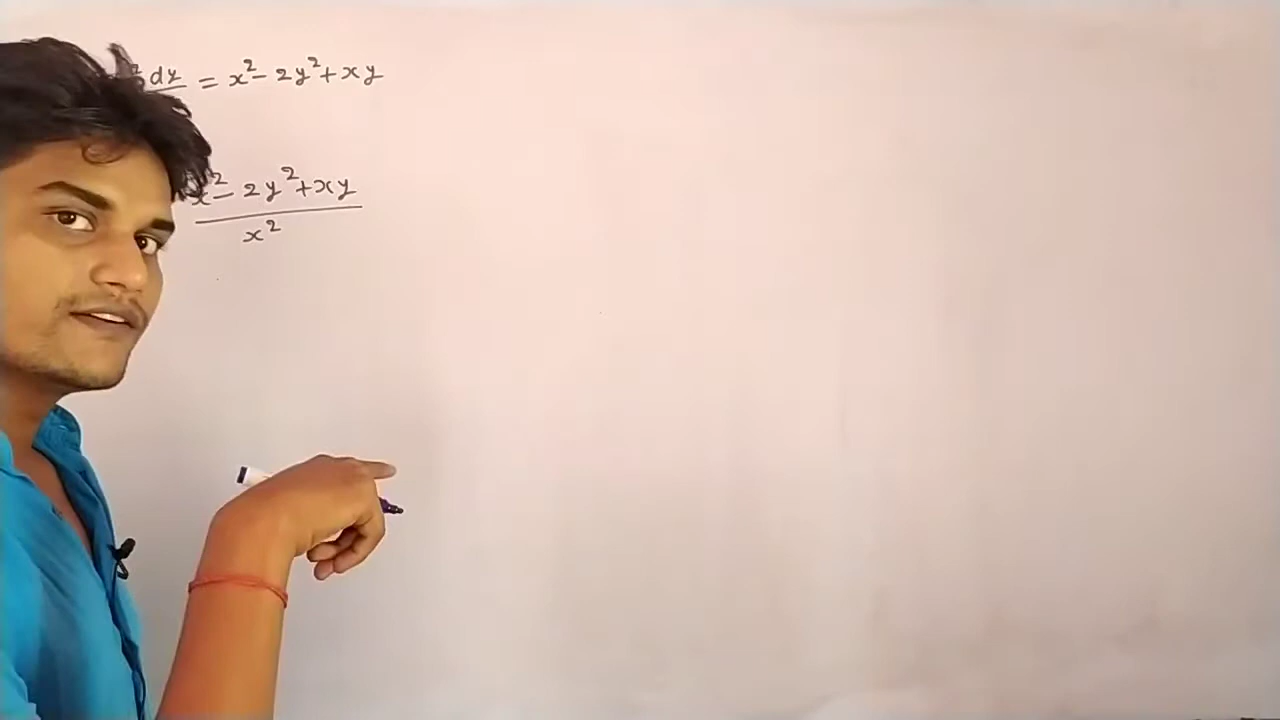 dy = x² - 2y² + xy
x² - 2y² + xy
x²